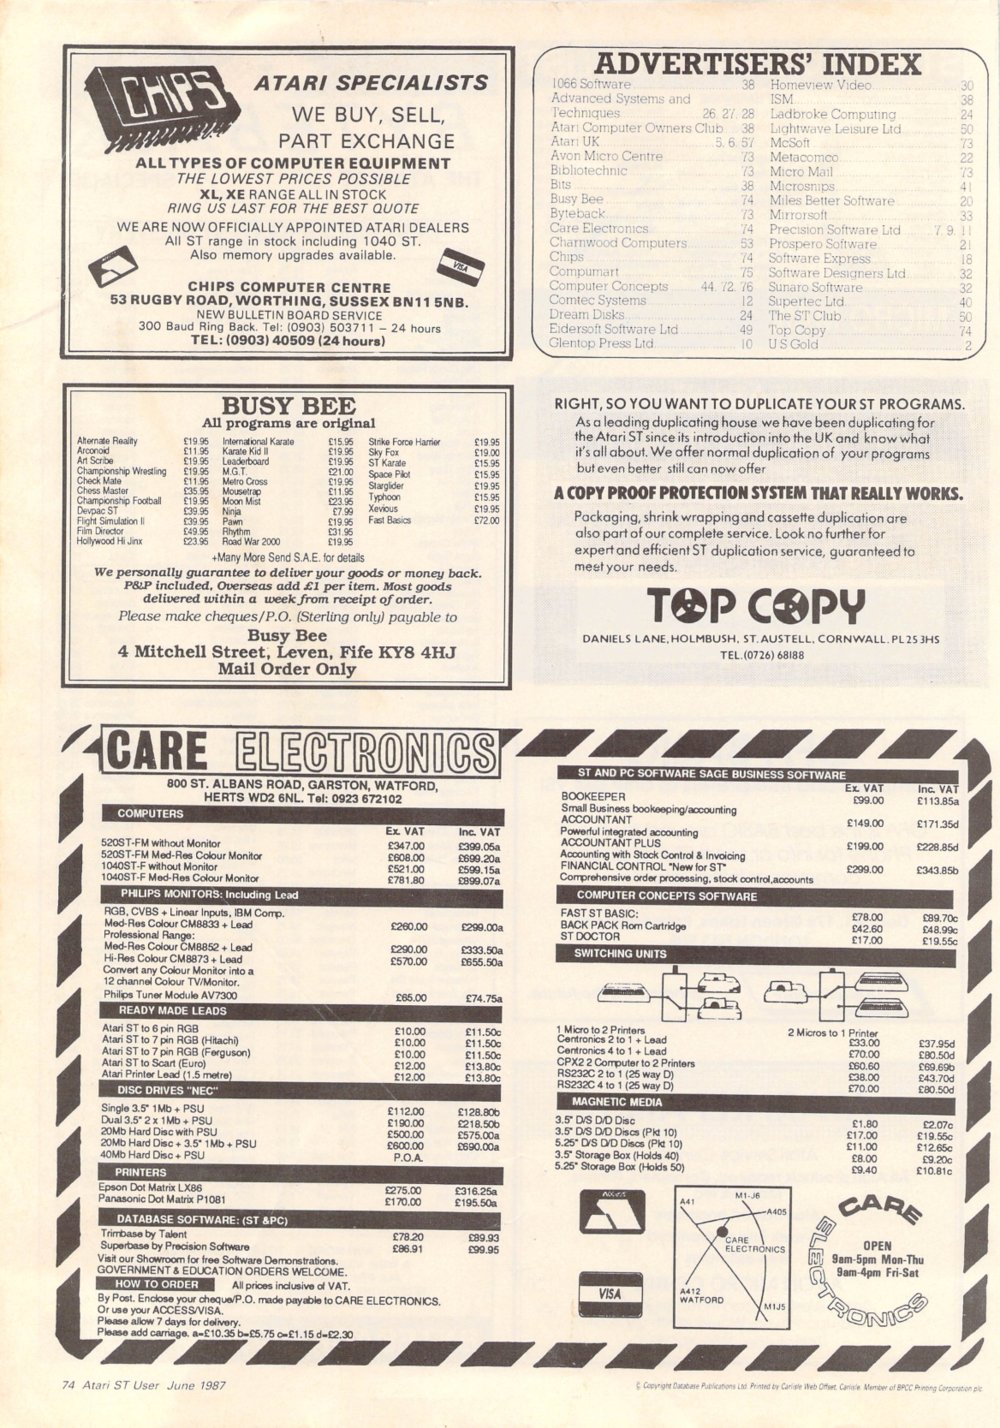 CHIPS
ATARI SPECIALISTS
WE BUY, SELL,
PART EXCHANGE
ALL TYPES OF COMPUTER EQUIPMENT
THE LOWEST PRICES POSSIBLE
XL, XE RANGE ALL IN STOCK
RING US LAST FOR THE BEST QUOTE
WE ARE NOW OFFICIALLY APPOINTED ATARI DEALERS
All ST range in stock including 1040 ST.
Also memory upgrades available.
VISA
CHIPS COMPUTER CENTRE
53 RUGBY ROAD, WORTHING, SUSSEX BN11 5NB.
NEW BULLETIN BOARD SERVICE
300 Baud Ring Back. Tel: (0903) 503711 – 24 hours
TEL: (0903) 40509 (24 hours)
ADVERTISERS' INDEX
1066 Software 38
Advanced Systems and
Techniques 26, 27, 28
Atari Computer Owners Club 38
Atari UK 5, 6, 57
Avon Micro Centre 73
Bibliotechnic 73
Bits 38
Busy Bee 74
Byteback 73
Care Electronics 74
Charnwood Computers 53
Chips 74
Compumart 75
Computer Concepts 44, 72, 76
Comtec Systems 12
Dream Disks 24
Eidersoft Software Ltd 49
Glentop Press Ltd 10
Homeview Video 30
ISM 38
Ladbroke Computing 24
Lightwave Leisure Ltd 50
McSoft 73
Metacomco 22
Micro Mail 73
Microsnips 41
Miles Better Software 20
Mirrorsoft 33
Precision Software Ltd 7, 9, 11
Prospero Software 21
Software Express 18
Software Designers Ltd 32
Sunaro Software 32
Supertec Ltd 40
The ST Club 50
Top Copy 74
US Gold 2
BUSY BEE
All programs are original
Alternate Reality £19.95
Arconoid £11.95
Art Scribe £19.95
Championship Wrestling £19.95
Check Mate £11.95
Chess Master £35.95
Championship Football £19.95
Devpac ST £39.95
Flight Simulation II £39.95
Film Director £49.95
Hollywood Hi Jinx £23.95
International Karate £15.95
Karate Kid II £19.95
Leaderboard £19.95
M.G.T. £21.00
Metro Cross £19.95
Mousetrap £11.95
Moon Mist £23.95
Ninja £7.99
Pawn £19.95
Rhythm £31.95
Road War 2000 £19.95
Strike Force Harrier £19.95
Sky Fox £19.00
ST Karate £15.95
Space Pilot £15.95
Starglider £19.95
Typhoon £15.95
Xevious £19.95
Fast Basics £72.00
+Many More Send S.A.E. for details
We personally guarantee to deliver your goods or money back.
P&P included, Overseas add £1 per item. Most goods
delivered within a week from receipt of order.
Please make cheques/P.O. (Sterling only) payable to
Busy Bee
4 Mitchell Street, Leven, Fife KY8 4HJ
Mail Order Only
RIGHT, SO YOU WANT TO DUPLICATE YOUR ST PROGRAMS.
As a leading duplicating house we have been duplicating for
the Atari ST since its introduction into the UK and know what
it's all about. We offer normal duplication of your programs
but even better still can now offer
A COPY PROOF PROTECTION SYSTEM THAT REALLY WORKS.
Packaging, shrink wrapping and cassette duplication are
also part of our complete service. Look no further for
expert and efficient ST duplication service, guaranteed to
meet your needs.
TOP COPY
DANIELS LANE, HOLMBUSH, ST. AUSTELL, CORNWALL. PL25 3HS
TEL.(0726) 68188
CARE ELECTRONICS
800 ST. ALBANS ROAD, GARSTON, WATFORD,
HERTS WD2 6NL. Tel: 0923 672102
COMPUTERS
Ex. VAT Inc. VAT
520ST-FM without Monitor £347.00 £399.05a
520ST-FM Med-Res Colour Monitor £608.00 £699.20a
1040ST-F without Monitor £521.00 £599.15a
1040ST-F Med-Res Colour Monitor £781.80 £899.07a
PHILIPS MONITORS: Including Lead
RGB, CVBS + Linear Inputs, IBM Comp.
Med-Res Colour CM8833 + Lead £260.00 £299.00a
Professional Range:
Med-Res Colour CM8852 + Lead £290.00 £333.50a
Hi-Res Colour CM8873 + Lead £570.00 £655.50a
Convert any Colour Monitor into a
12 channel Colour TV/Monitor.
Philips Tuner Module AV7300 £65.00 £74.75a
READY MADE LEADS
Atari ST to 6 pin RGB £10.00 £11.50c
Atari ST to 7 pin RGB (Hitachi) £10.00 £11.50c
Atari ST to 7 pin RGB (Ferguson) £10.00 £11.50c
Atari ST to Scart (Euro) £12.00 £13.80c
Atari Printer Lead (1.5 metre) £12.00 £13.80c
DISC DRIVES "NEC"
Single 3.5" 1Mb + PSU £112.00 £128.80b
Dual 3.5" 2 x 1Mb + PSU £190.00 £218.50b
20Mb Hard Disc with PSU £500.00 £575.00a
20Mb Hard Disc + 3.5" 1Mb + PSU £600.00 £690.00a
40Mb Hard Disc + PSU P.O.A.
PRINTERS
Epson Dot Matrix LX86 £275.00 £316.25a
Panasonic Dot Matrix P1081 £170.00 £195.50a
DATABASE SOFTWARE: (ST &PC)
Trimbase by Talent £78.20 £89.93
Superbase by Precision Software £86.91 £99.95
Visit our Showroom for free Software Demonstrations.
GOVERNMENT & EDUCATION ORDERS WELCOME.
HOW TO ORDER All prices inclusive of VAT.
By Post. Enclose your cheque/P.O. made payable to CARE ELECTRONICS.
Or use your ACCESS/VISA.
Please allow 7 days for delivery.
Please add carriage. a=£10.35 b=£5.75 c=£1.15 d=£2.30
ST AND PC SOFTWARE SAGE BUSINESS SOFTWARE
Ex. VAT Inc. VAT
BOOKEEPER £99.00 £113.85a
Small Business bookeeping/accounting
ACCOUNTANT £149.00 £171.35d
Powerful integrated accounting
ACCOUNTANT PLUS £199.00 £228.85d
Accounting with Stock Control & Invoicing
FINANCIAL CONTROL "New for ST" £299.00 £343.85b
Comprehensive order processing, stock control, accounts
COMPUTER CONCEPTS SOFTWARE
FAST ST BASIC: £78.00 £89.70c
BACK PACK Rom Cartridge £42.60 £48.99c
ST DOCTOR £17.00 £19.55c
SWITCHING UNITS
1 Micro to 2 Printers 2 Micros to 1 Printer
Centronics 2 to 1 + Lead £33.00 £37.95d
Centronics 4 to 1 + Lead £70.00 £80.50d
CPX2 2 Computer to 2 Printers £60.60 £69.69b
RS232C 2 to 1 (25 way D) £38.00 £43.70d
RS232C 4 to 1 (25 way D) £70.00 £80.50d
MAGNETIC MEDIA
3.5" D/S D/D Disc £1.80 £2.07c
3.5" D/S D/D Discs (Pkt 10) £17.00 £19.55c
5.25" D/S D/D Discs (Pkt 10) £11.00 £12.65c
3.5" Storage Box (Holds 40) £8.00 £9.20c
5.25" Storage Box (Holds 50) £9.40 £10.81c
VISA
A41
M1-J6
A405
CARE
ELECTRONICS
A412
WATFORD
M1J5
CARE
ELECTRONICS
OPEN
9am-5pm Mon-Thu
9am-4pm Fri-Sat
74 Atari ST User June 1987
© Copyright Database Publications Ltd. Printed by Carlisle Web Offset, Carlisle. Member of BPCC Printing Corporation plc.